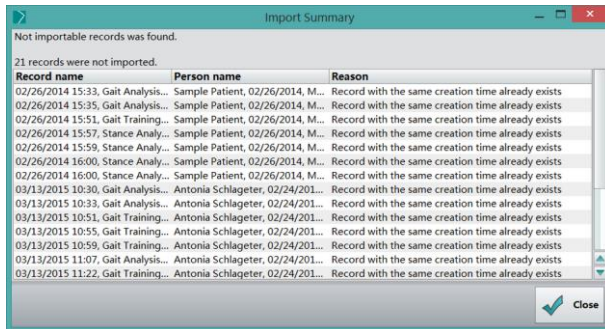 Import Summary
Not importable records was found.
21 records were not imported.
Record name Person name Reason
02/26/2014 15:33, Gait Analysis... Sample Patient, 02/26/2014, M... Record with the same creation time already exists
02/26/2014 15:35, Gait Analysis... Sample Patient, 02/26/2014, M... Record with the same creation time already exists
02/26/2014 15:51, Gait Training... Sample Patient, 02/26/2014, M... Record with the same creation time already exists
02/26/2014 15:57, Stance Analy... Sample Patient, 02/26/2014, M... Record with the same creation time already exists
02/26/2014 15:59, Stance Analy... Sample Patient, 02/26/2014, M... Record with the same creation time already exists
02/26/2014 16:00, Stance Analy... Sample Patient, 02/26/2014, M... Record with the same creation time already exists
02/26/2014 16:00, Stance Analy... Sample Patient, 02/26/2014, M... Record with the same creation time already exists
03/13/2015 10:30, Gait Analysis... Antonia Schlageter, 02/24/201... Record with the same creation time already exists
03/13/2015 10:33, Gait Analysis... Antonia Schlageter, 02/24/201... Record with the same creation time already exists
03/13/2015 10:51, Gait Training... Antonia Schlageter, 02/24/201... Record with the same creation time already exists
03/13/2015 10:55, Gait Training... Antonia Schlageter, 02/24/201... Record with the same creation time already exists
03/13/2015 10:59, Gait Training... Antonia Schlageter, 02/24/201... Record with the same creation time already exists
03/13/2015 11:07, Gait Analysis... Antonia Schlageter, 02/24/201... Record with the same creation time already exists
03/13/2015 11:22, Gait Training... Antonia Schlageter, 02/24/201... Record with the same creation time already exists
Close